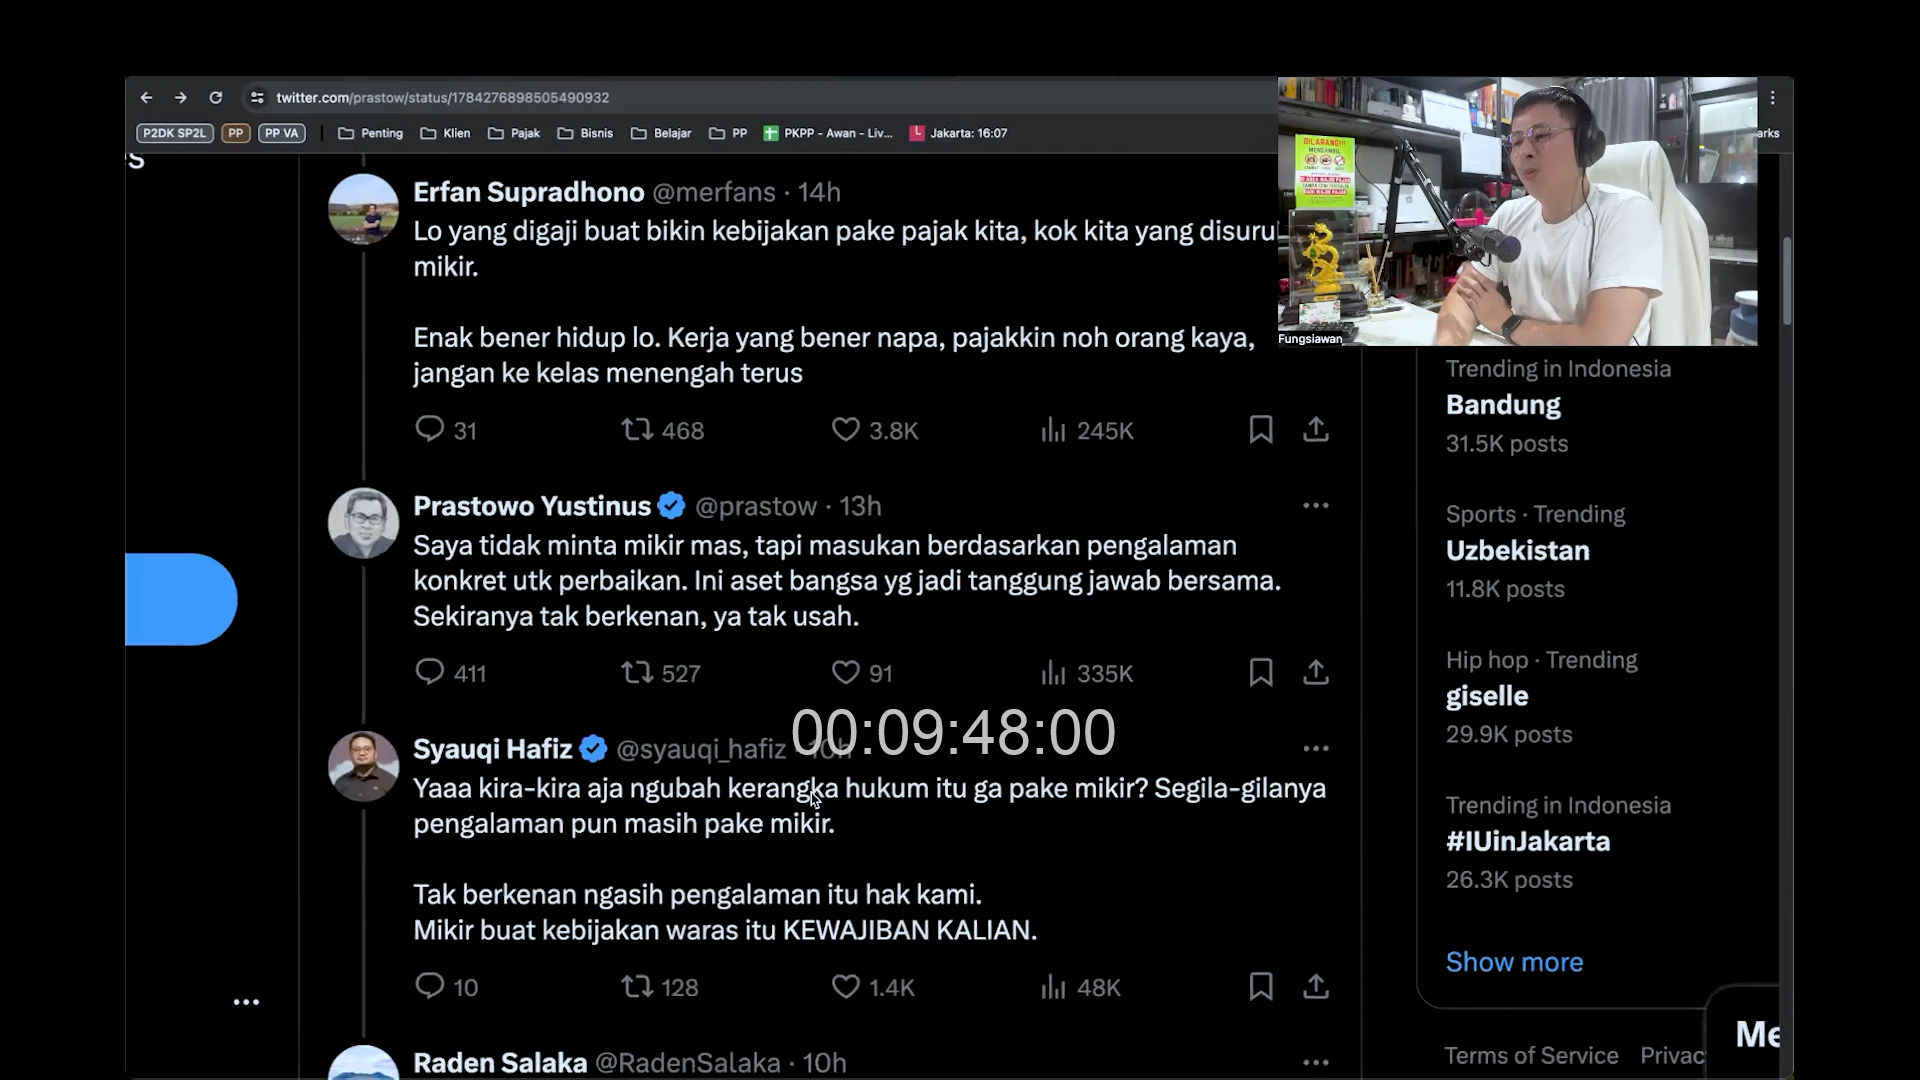 twitter.com/prastow/status/1784276898505490932
P2DK SP2L PP PP VA Penting Klien Pajak Bisnis Belajar PP PKPP - Awan - Liv... Jakarta: 16:07
arks
Erfan Supradhono @merfans · 14h
Lo yang digaji buat bikin kebijakan pake pajak kita, kok kita yang disuru
mikir.
Enak bener hidup lo. Kerja yang bener napa, pajakkin noh orang kaya,
jangan ke kelas menengah terus
31 468 3.8K 245K
Prastowo Yustinus @prastow · 13h
Saya tidak minta mikir mas, tapi masukan berdasarkan pengalaman
konkret utk perbaikan. Ini aset bangsa yg jadi tanggung jawab bersama.
Sekiranya tak berkenan, ya tak usah.
411 527 91 335K
00:09:48:00
Syauqi Hafiz @syauqi_hafiz · 10h
Yaaa kira-kira aja ngubah kerangka hukum itu ga pake mikir? Segila-gilanya
pengalaman pun masih pake mikir.
Tak berkenan ngasih pengalaman itu hak kami.
Mikir buat kebijakan waras itu KEWAJIBAN KALIAN.
10 128 1.4K 48K
Raden Salaka @RadenSalaka · 10h
DILARANG!!
MENGAMBIL
Fungsiawan
Trending in Indonesia
Bandung
31.5K posts
Sports · Trending
Uzbekistan
11.8K posts
Hip hop · Trending
giselle
29.9K posts
Trending in Indonesia
#IUinJakarta
26.3K posts
Show more
Terms of Service Privac
Me